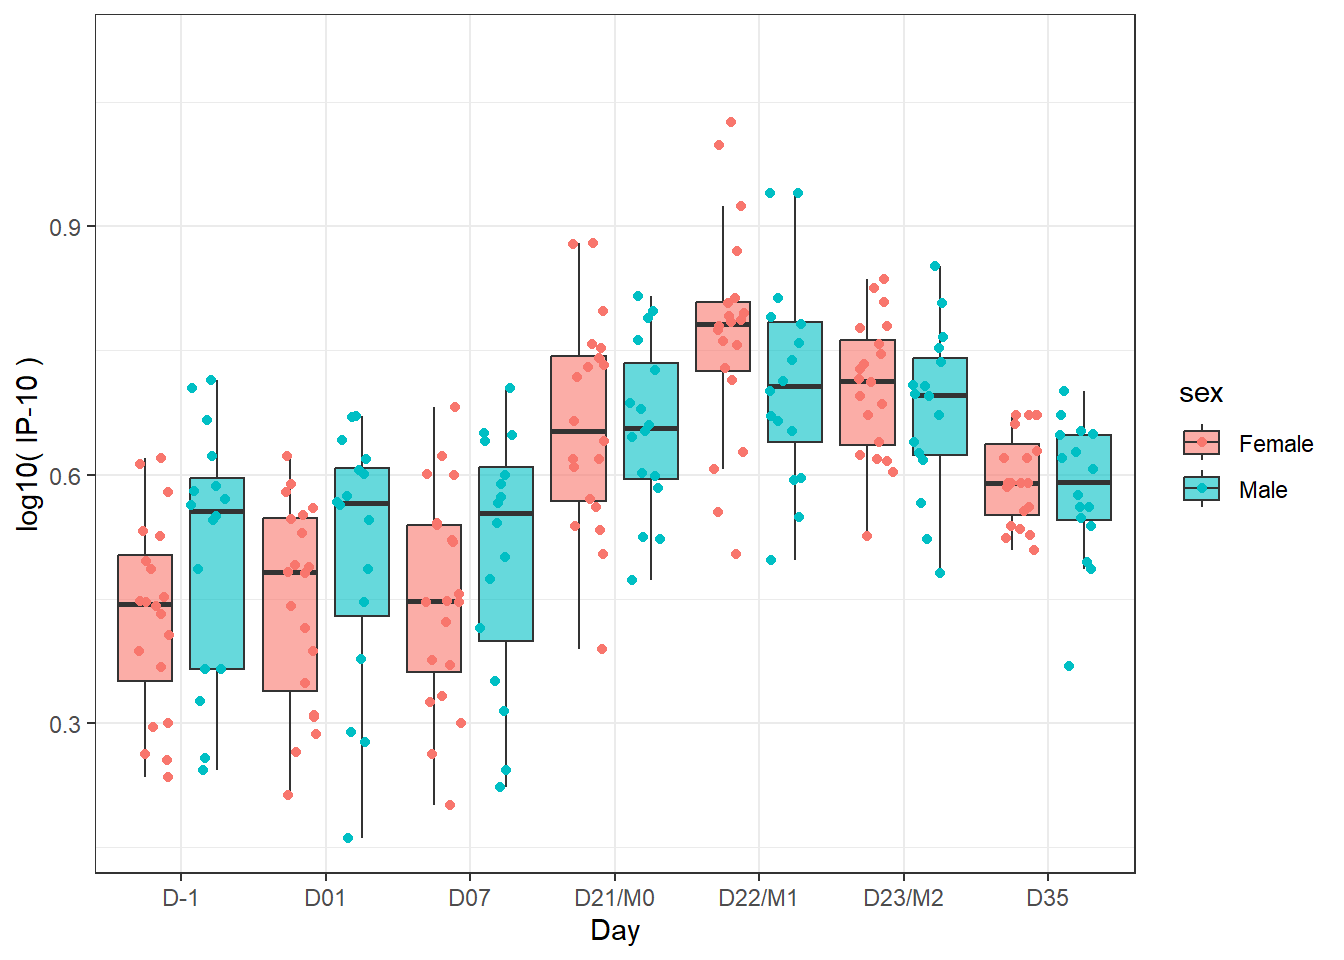 log10( IP-10 )
0.9
0.6
0.3
D-1
D01
D07
D21/M0
D22/M1
D23/M2
D35
Day
sex
Female
Male